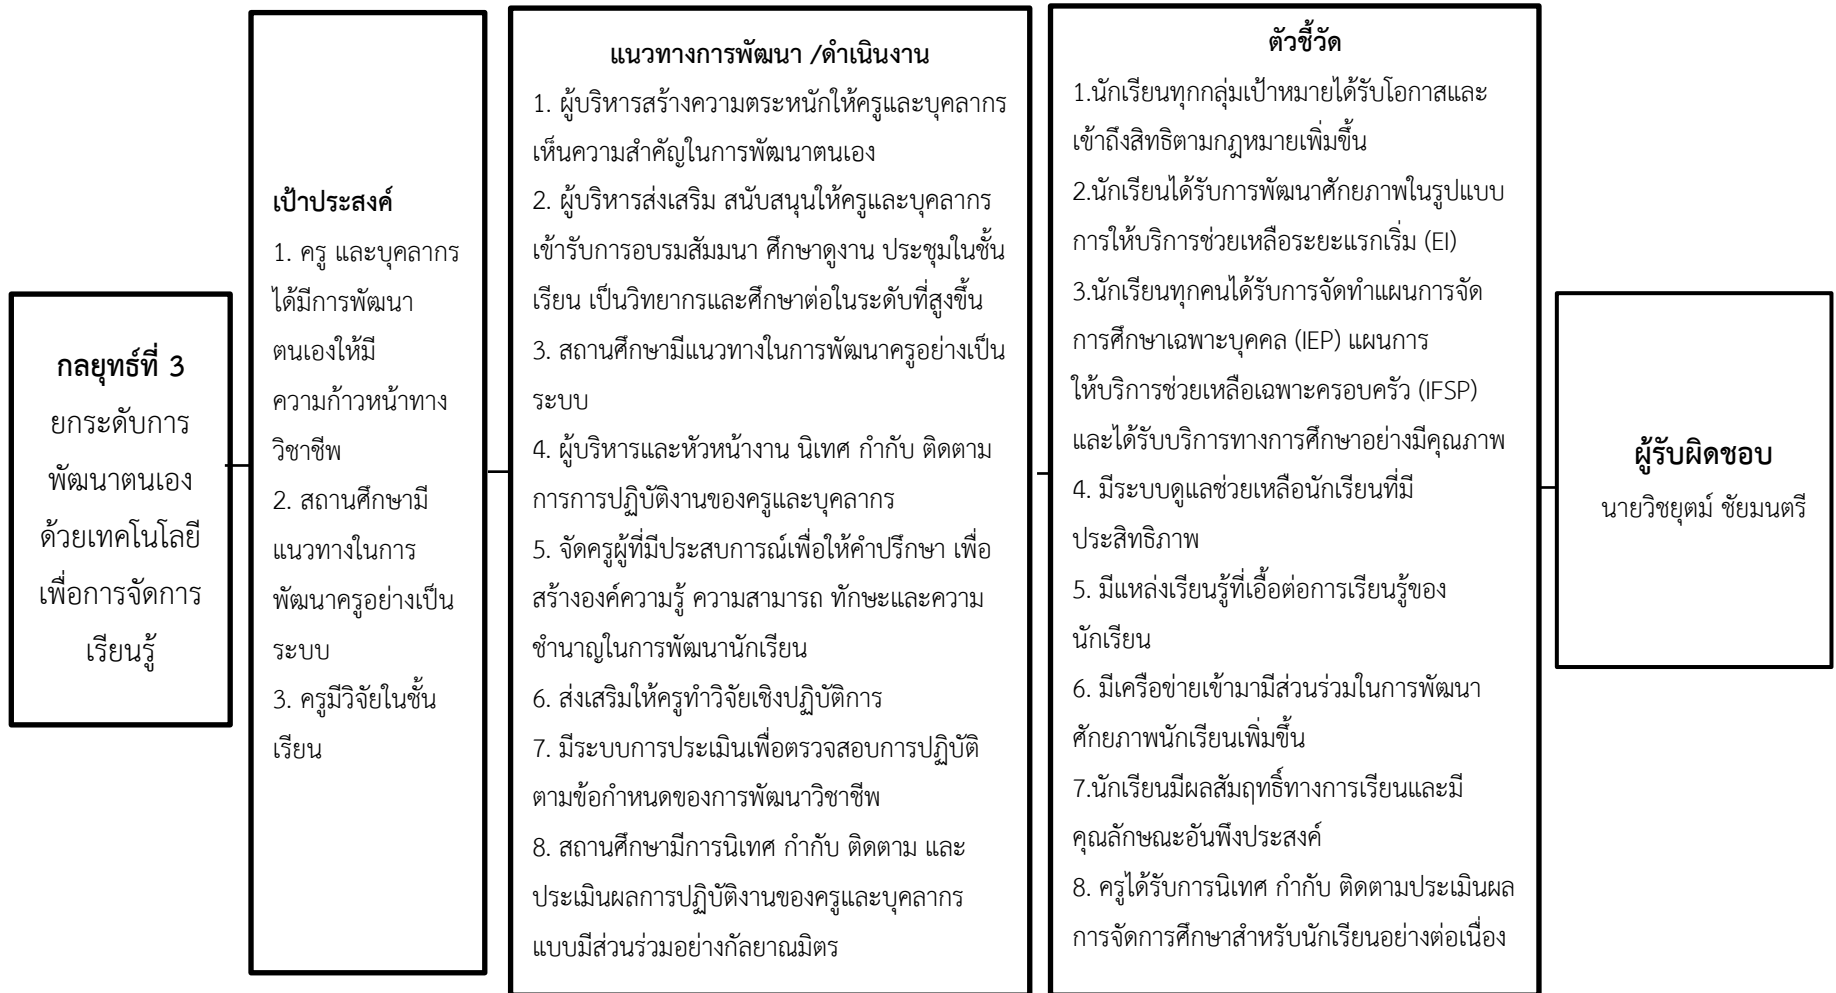 กลยุทธ์ที่ 3
ยกระดับการ
พัฒนาตนเอง
ด้วยเทคโนโลยี
เพื่อการจัดการ
เรียนรู้
เป้าประสงค์
1. ครู และบุคลากร
ได้มีการพัฒนา
ตนเองให้มี
ความก้าวหน้าทาง
วิชาชีพ
2. สถานศึกษามี
แนวทางในการ
พัฒนาครูอย่างเป็น
ระบบ
3. ครูมีวิจัยในชั้น
เรียน
แนวทางการพัฒนา /ดำเนินงาน
1. ผู้บริหารสร้างความตระหนักให้ครูและบุคลากร
เห็นความสำคัญในการพัฒนาตนเอง
2. ผู้บริหารส่งเสริม สนับสนุนให้ครูและบุคลากร
เข้ารับการอบรมสัมมนา ศึกษาดูงาน ประชุมในชั้น
เรียน เป็นวิทยากรและศึกษาต่อในระดับที่สูงขึ้น
3. สถานศึกษามีแนวทางในการพัฒนาครูอย่างเป็น
ระบบ
4. ผู้บริหารและหัวหน้างาน นิเทศ กำกับ ติดตาม
การการปฏิบัติงานของครูและบุคลากร
5. จัดครูผู้ที่มีประสบการณ์เพื่อให้คำปรึกษา เพื่อ
สร้างองค์ความรู้ ความสามารถ ทักษะและความ
ชำนาญในการพัฒนานักเรียน
6. ส่งเสริมให้ครูทำวิจัยเชิงปฏิบัติการ
7. มีระบบการประเมินเพื่อตรวจสอบการปฏิบัติ
ตามข้อกำหนดของการพัฒนาวิชาชีพ
8. สถานศึกษามีการนิเทศ กำกับ ติดตาม และ
ประเมินผลการปฏิบัติงานของครูและบุคลากร
แบบมีส่วนร่วมอย่างกัลยาณมิตร
ตัวชี้วัด
1.นักเรียนทุกกลุ่มเป้าหมายได้รับโอกาสและ
เข้าถึงสิทธิตามกฎหมายเพิ่มขึ้น
2.นักเรียนได้รับการพัฒนาศักยภาพในรูปแบบ
การให้บริการช่วยเหลือระยะแรกเริ่ม (EI)
3.นักเรียนทุกคนได้รับการจัดทำแผนการจัด
การศึกษาเฉพาะบุคคล (IEP) แผนการ
ให้บริการช่วยเหลือเฉพาะครอบครัว (IFSP)
และได้รับบริการทางการศึกษาอย่างมีคุณภาพ
4. มีระบบดูแลช่วยเหลือนักเรียนที่มี
ประสิทธิภาพ
5. มีแหล่งเรียนรู้ที่เอื้อต่อการเรียนรู้ของ
นักเรียน
6. มีเครือข่ายเข้ามามีส่วนร่วมในการพัฒนา
ศักยภาพนักเรียนเพิ่มขึ้น
7.นักเรียนมีผลสัมฤทธิ์ทางการเรียนและมี
คุณลักษณะอันพึงประสงค์
8. ครูได้รับการนิเทศ กำกับ ติดตามประเมินผล
การจัดการศึกษาสำหรับนักเรียนอย่างต่อเนื่อง
ผู้รับผิดชอบ
นายวิชยุตม์ ชัยมนตรี